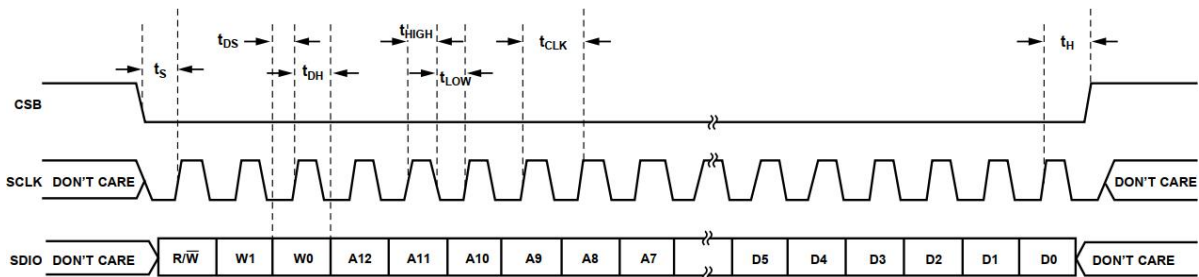 tDS tHIGH tCLK tH
tS tDH tLOW
CSB
SCLK DON'T CARE DON'T CARE
SDIO DON'T CARE R/W̅ W1 W0 A12 A11 A10 A9 A8 A7 D5 D4 D3 D2 D1 D0 DON'T CARE